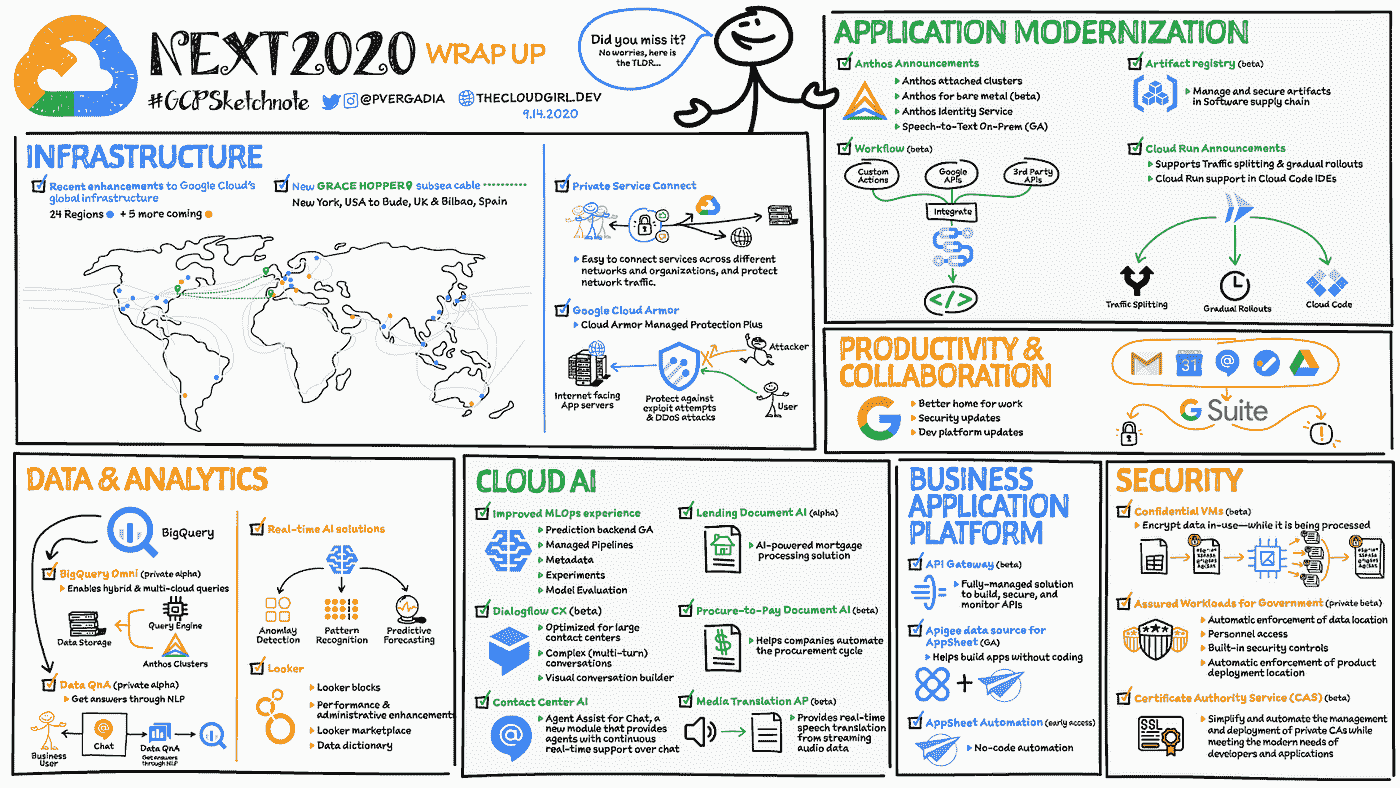 NEXT2020 WRAP UP
#GCPSketchnote @PVERGADIA THECLOUDGIRL.DEV
9.14.2020
Did you miss it?
No worries, here is
the TLDR...
INFRASTRUCTURE
Recent enhancements to Google Cloud's
global infrastructure
24 Regions + 5 more coming
New GRACE HOPPER subsea cable
New York, USA to Bude, UK & Bilbao, Spain
Private Service Connect
Easy to connect services across different
networks and organizations, and protect
network traffic.
Google Cloud Armor
Cloud Armor Managed Protection Plus
Attacker
User
Internet facing
App servers
Protect against
exploit attempts
& DDoS attacks
APPLICATION MODERNIZATION
Anthos Announcements
Anthos attached clusters
Anthos for bare metal (beta)
Anthos Identity Service
Speech-to-Text On-Prem (GA)
Workflow (beta)
Custom
Actions
Google
APIs
3rd Party
APIs
Integrate
</>
Artifact registry (beta)
Manage and secure artifacts
in Software supply chain
Cloud Run Announcements
Supports Traffic splitting & gradual rollouts
Cloud Run support in Cloud Code IDEs
Traffic Splitting
Gradual Rollouts
Cloud Code
PRODUCTIVITY &
COLLABORATION
Better home for work
Security updates
Dev platform updates
31
G Suite
DATA & ANALYTICS
BigQuery
BigQuery Omni (private alpha)
Enables hybrid & multi-cloud queries
Data Storage
Query Engine
Anthos Clusters
Data QnA (private alpha)
Get answers through NLP
Business
User
Chat
Data QnA
Get answers
through NLP
Real-time AI solutions
Anomlay
Detection
Pattern
Recognition
Predictive
Forecasting
Looker
Looker blocks
Performance &
administrative enhancements
Looker marketplace
Data dictionary
CLOUD AI
Improved MLOps experience
Prediction backend GA
Managed Pipelines
Metadata
Experiments
Model Evaluation
Dialogflow CX (beta)
Optimized for large
contact centers
Complex (multi-turn)
conversations
Visual conversation builder
Contact Center AI
Agent Assist for Chat, a
new module that provides
agents with continuous
real-time support over chat
Lending Document AI (alpha)
AI-powered mortgage
processing solution
Procure-to-Pay Document AI (beta)
Helps companies automate
the procurement cycle
Media Translation AP (beta)
Provides real-time
speech translation
from streaming
audio data
BUSINESS
APPLICATION
PLATFORM
API Gateway (beta)
Fully-managed solution
to build, secure, and
monitor APIs
Apigee data source for
AppSheet (GA)
Helps build apps without coding
AppSheet Automation (early access)
No-code automation
SECURITY
Confidential VMs (beta)
Encrypt data in-use—while it is being processed
Assured Workloads for Government (private beta)
Automatic enforcement of data location
Personnel access
Built-in security controls
Automatic enforcement of product
deployment location
Certificate Authority Service (CAS) (beta)
SSL
Simplify and automate the management
and deployment of private CAs while
meeting the modern needs of
developers and applications